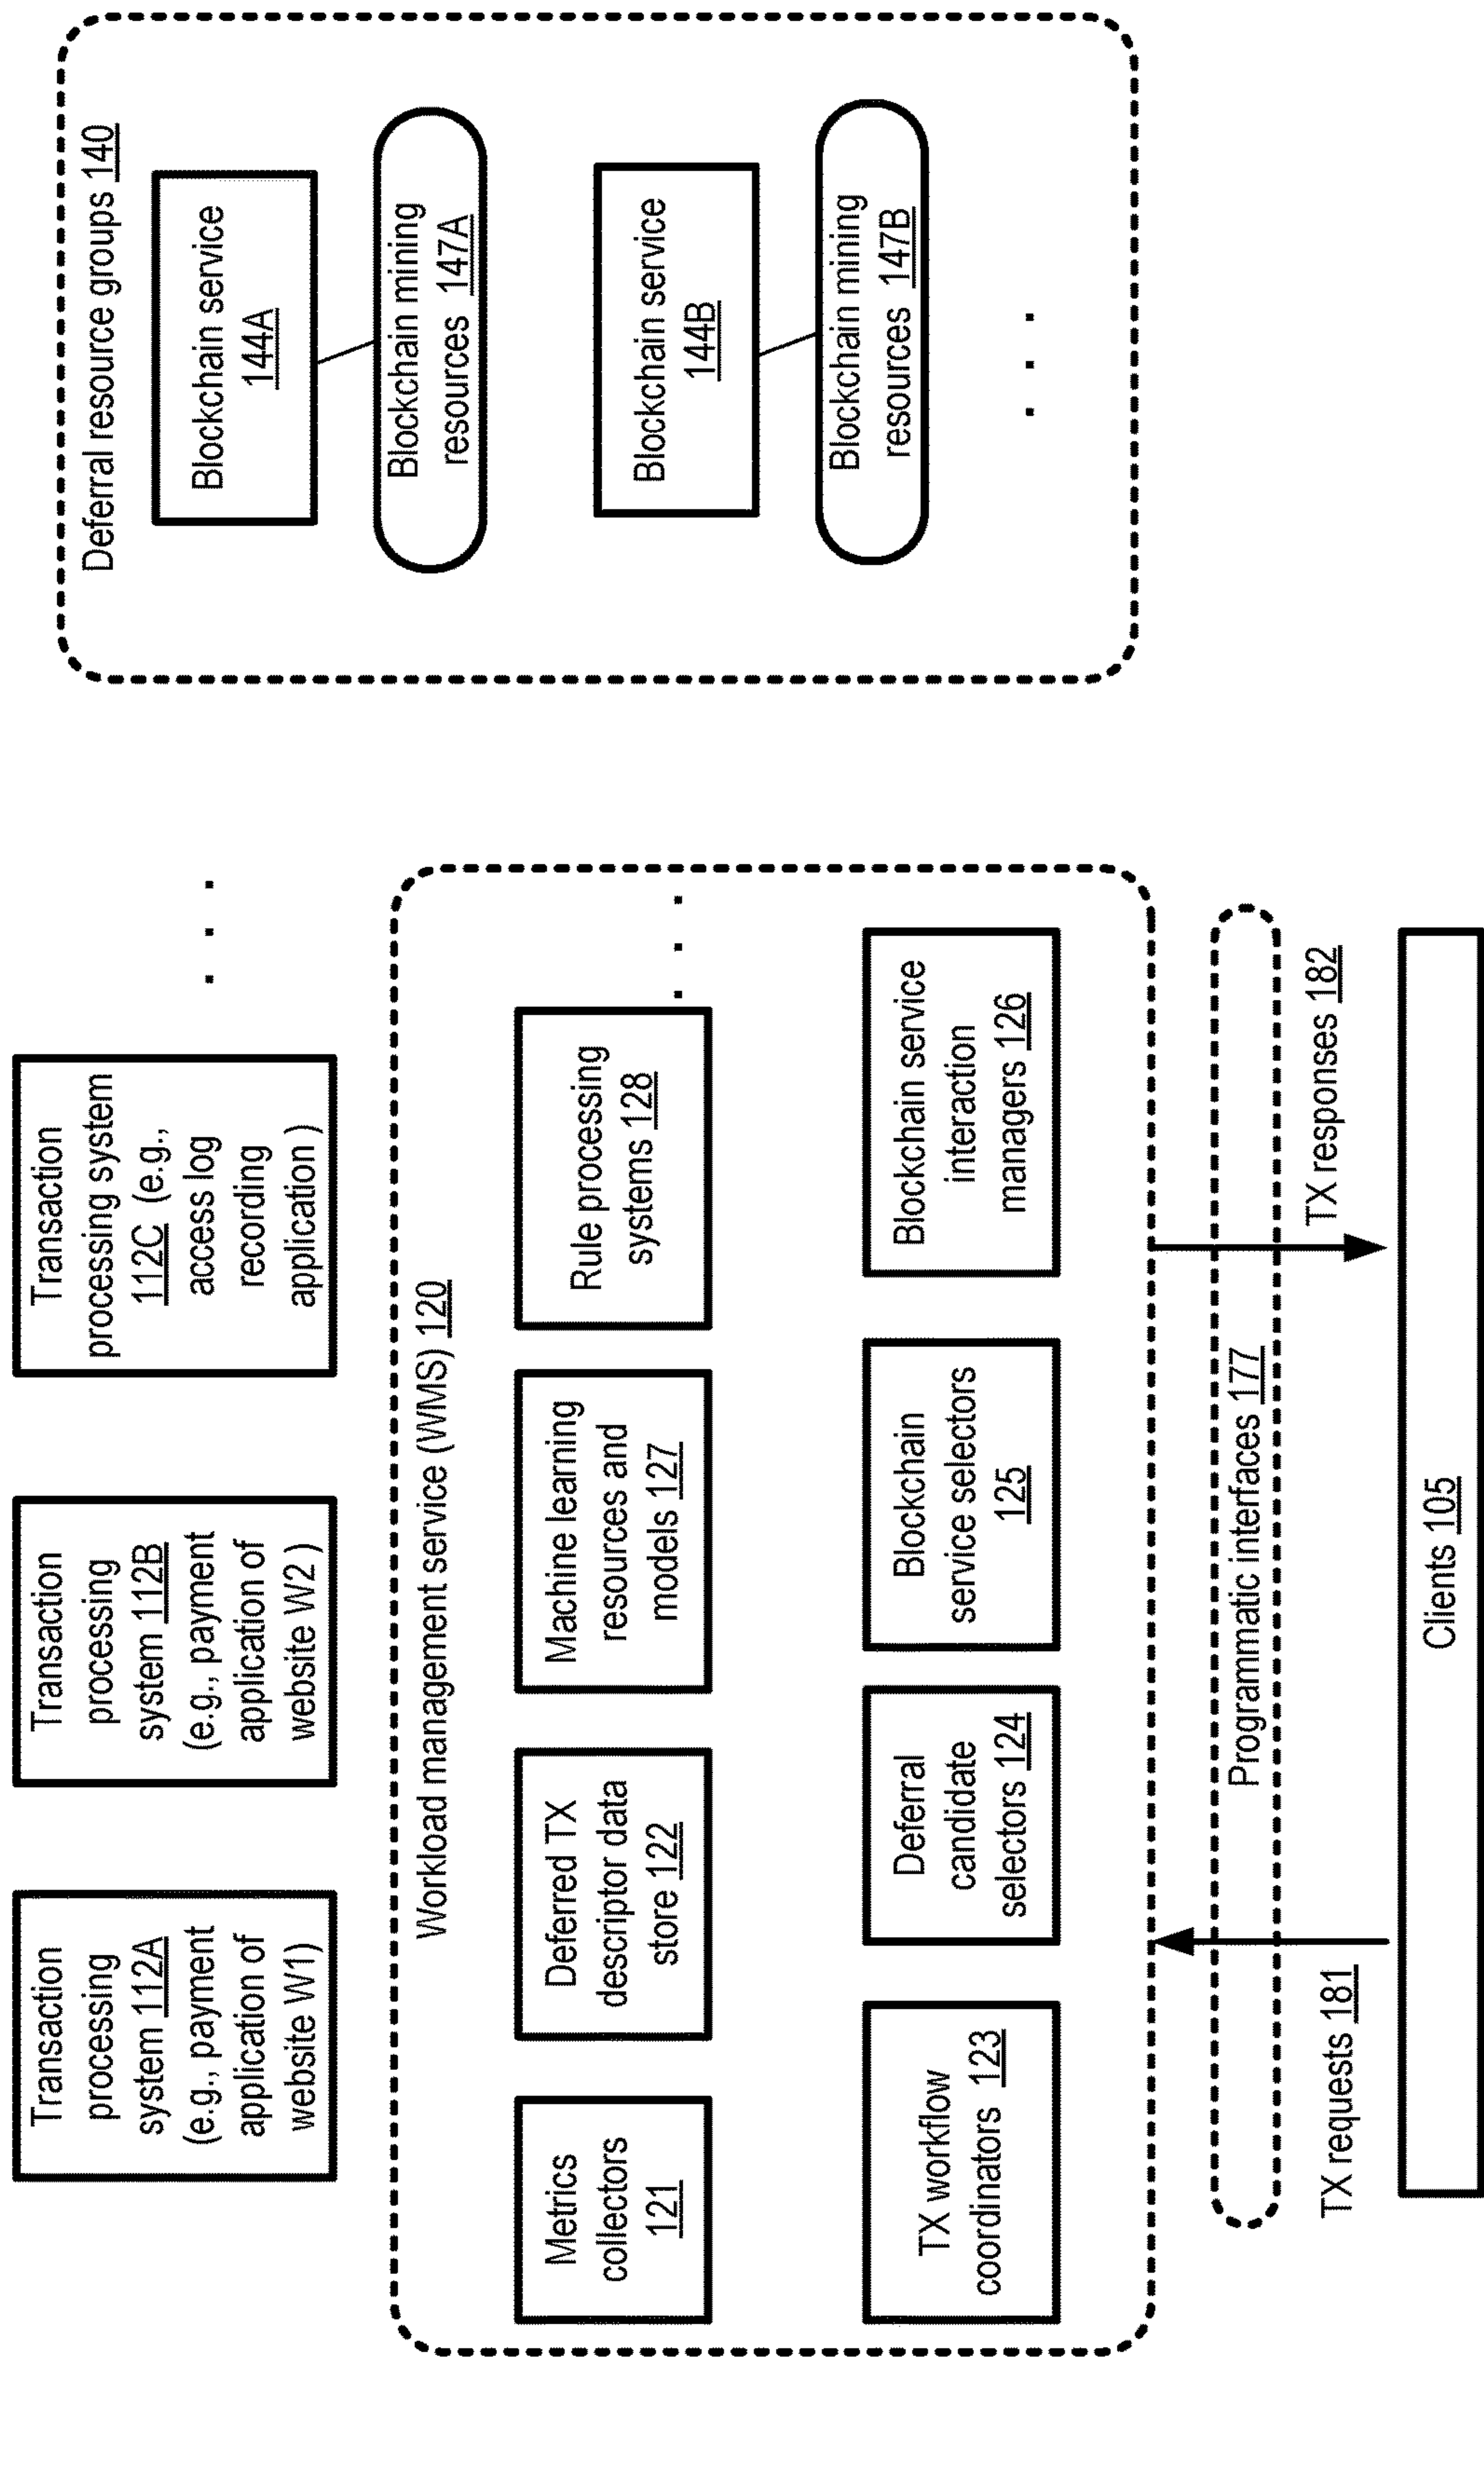 Transaction
processing
system 112A
(e.g., payment
application of
website W1)
Transaction
processing
system 112B
(e.g., payment
application of
website W2 )
Transaction
processing system
112C (e.g.,
access log
recording
application )
. . .
Workload management service (WMS) 120
Metrics
collectors
121
Deferred TX
descriptor data
store 122
Machine learning
resources and
models 127
Rule processing
systems 128
. . .
TX workflow
coordinators 123
Deferral
candidate
selectors 124
Blockchain
service selectors
125
Blockchain service
interaction
managers 126
Deferral resource groups 140
Blockchain service
144A
Blockchain mining
resources 147A
Blockchain service
144B
Blockchain mining
resources 147B
. . .
Programmatic interfaces 177
TX requests 181
TX responses 182
Clients 105